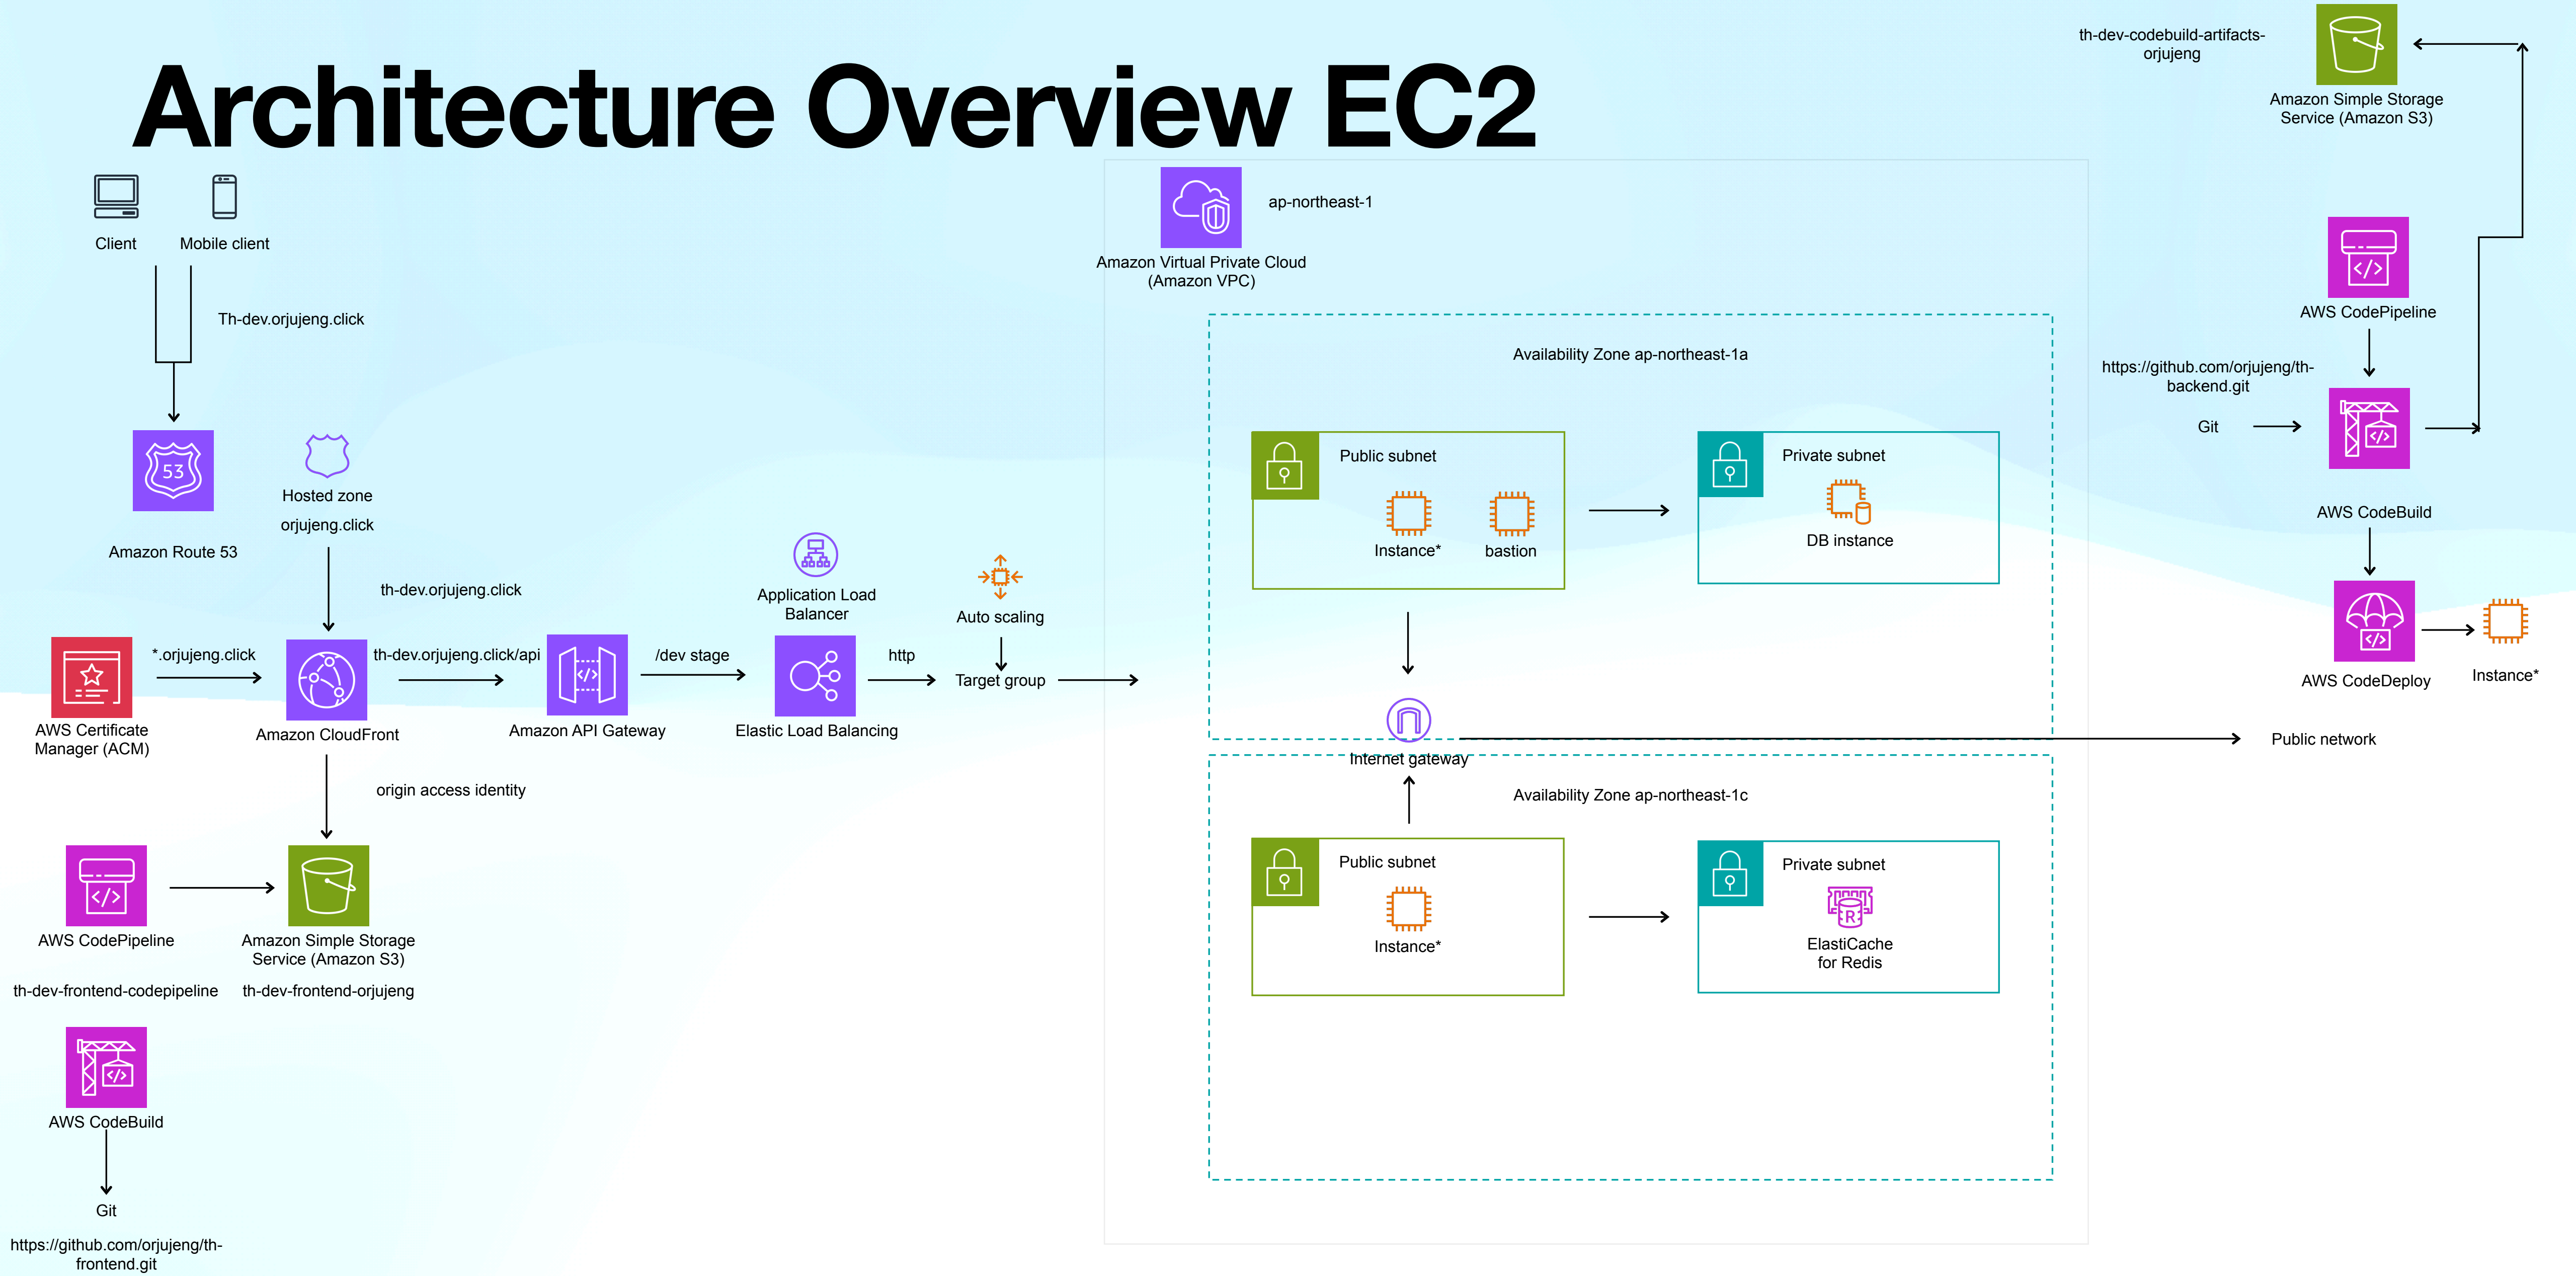 Architecture Overview EC2
Client
Mobile client
Th-dev.orjujeng.click
53
Amazon Route 53
Hosted zone
orjujeng.click
th-dev.orjujeng.click
*.orjujeng.click
AWS Certificate
Manager (ACM)
Amazon CloudFront
th-dev.orjujeng.click/api
Amazon API Gateway
/dev stage
Application Load
Balancer
Elastic Load Balancing
http
Auto scaling
Target group
origin access identity
AWS CodePipeline
th-dev-frontend-codepipeline
Amazon Simple Storage
Service (Amazon S3)
th-dev-frontend-orjujeng
AWS CodeBuild
Git
https://github.com/orjujeng/th-
frontend.git
Amazon Virtual Private Cloud
(Amazon VPC)
ap-northeast-1
Availability Zone ap-northeast-1a
Public subnet
Instance*
bastion
Private subnet
DB instance
Internet gateway
Public network
Availability Zone ap-northeast-1c
Public subnet
Instance*
Private subnet
R
ElastiCache
for Redis
th-dev-codebuild-artifacts-
orjujeng
Amazon Simple Storage
Service (Amazon S3)
AWS CodePipeline
https://github.com/orjujeng/th-
backend.git
Git
AWS CodeBuild
AWS CodeDeploy
Instance*